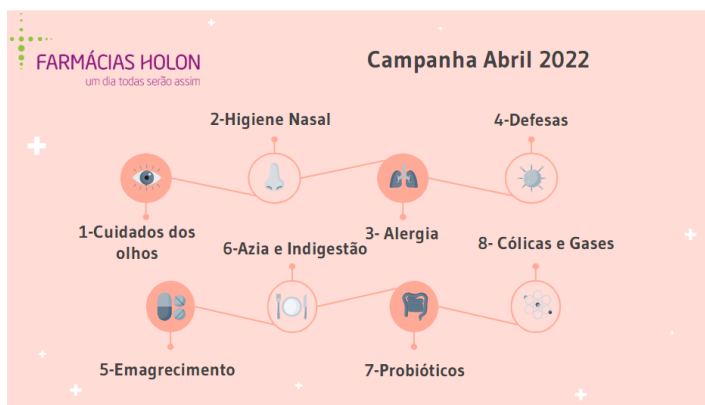 FARMÁCIAS HOLON
um dia todas serão assim
Campanha Abril 2022
2-Higiene Nasal
4-Defesas
1-Cuidados dos
olhos
3- Alergia
6-Azia e Indigestão
8- Cólicas e Gases
5-Emagrecimento
7-Probióticos